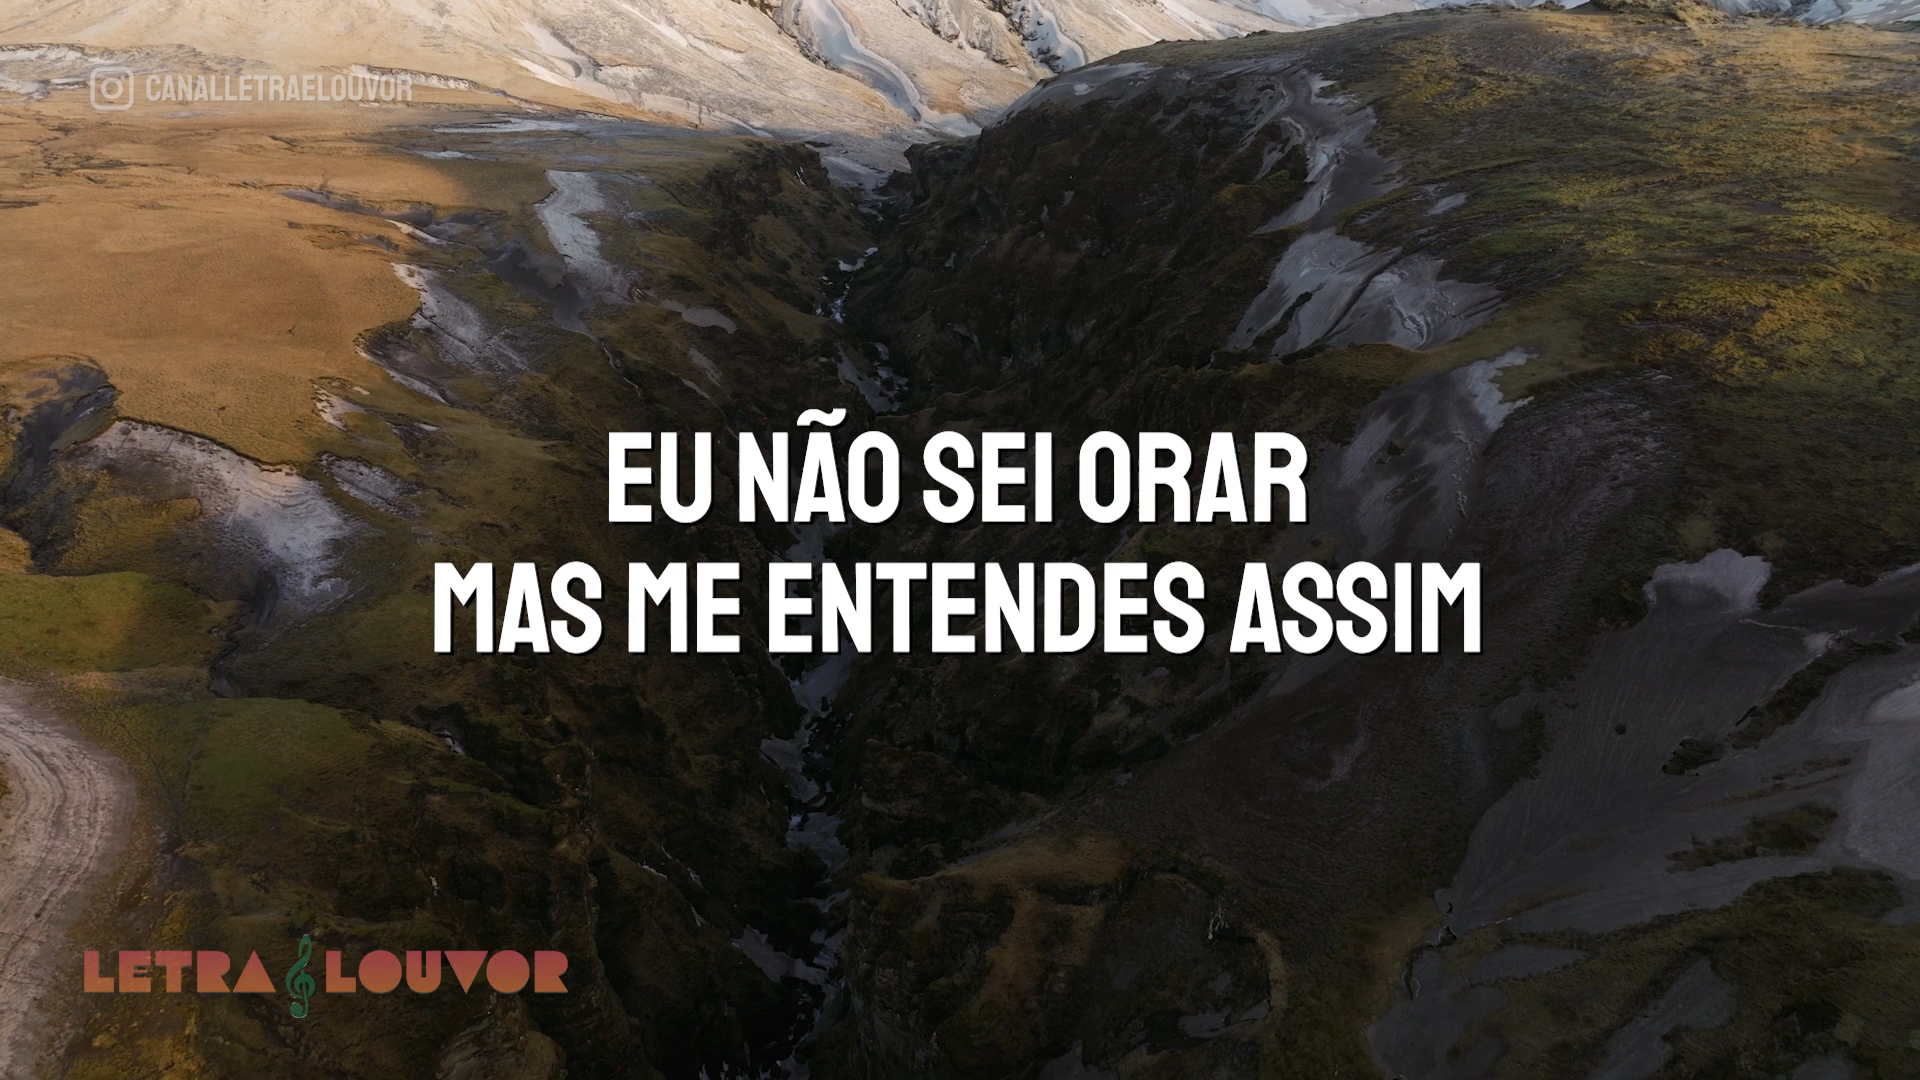 CANALLETRAELOUVOR
EU NÃO SEI ORAR
MAS ME ENTENDES ASSIM
LETRA LOUVOR